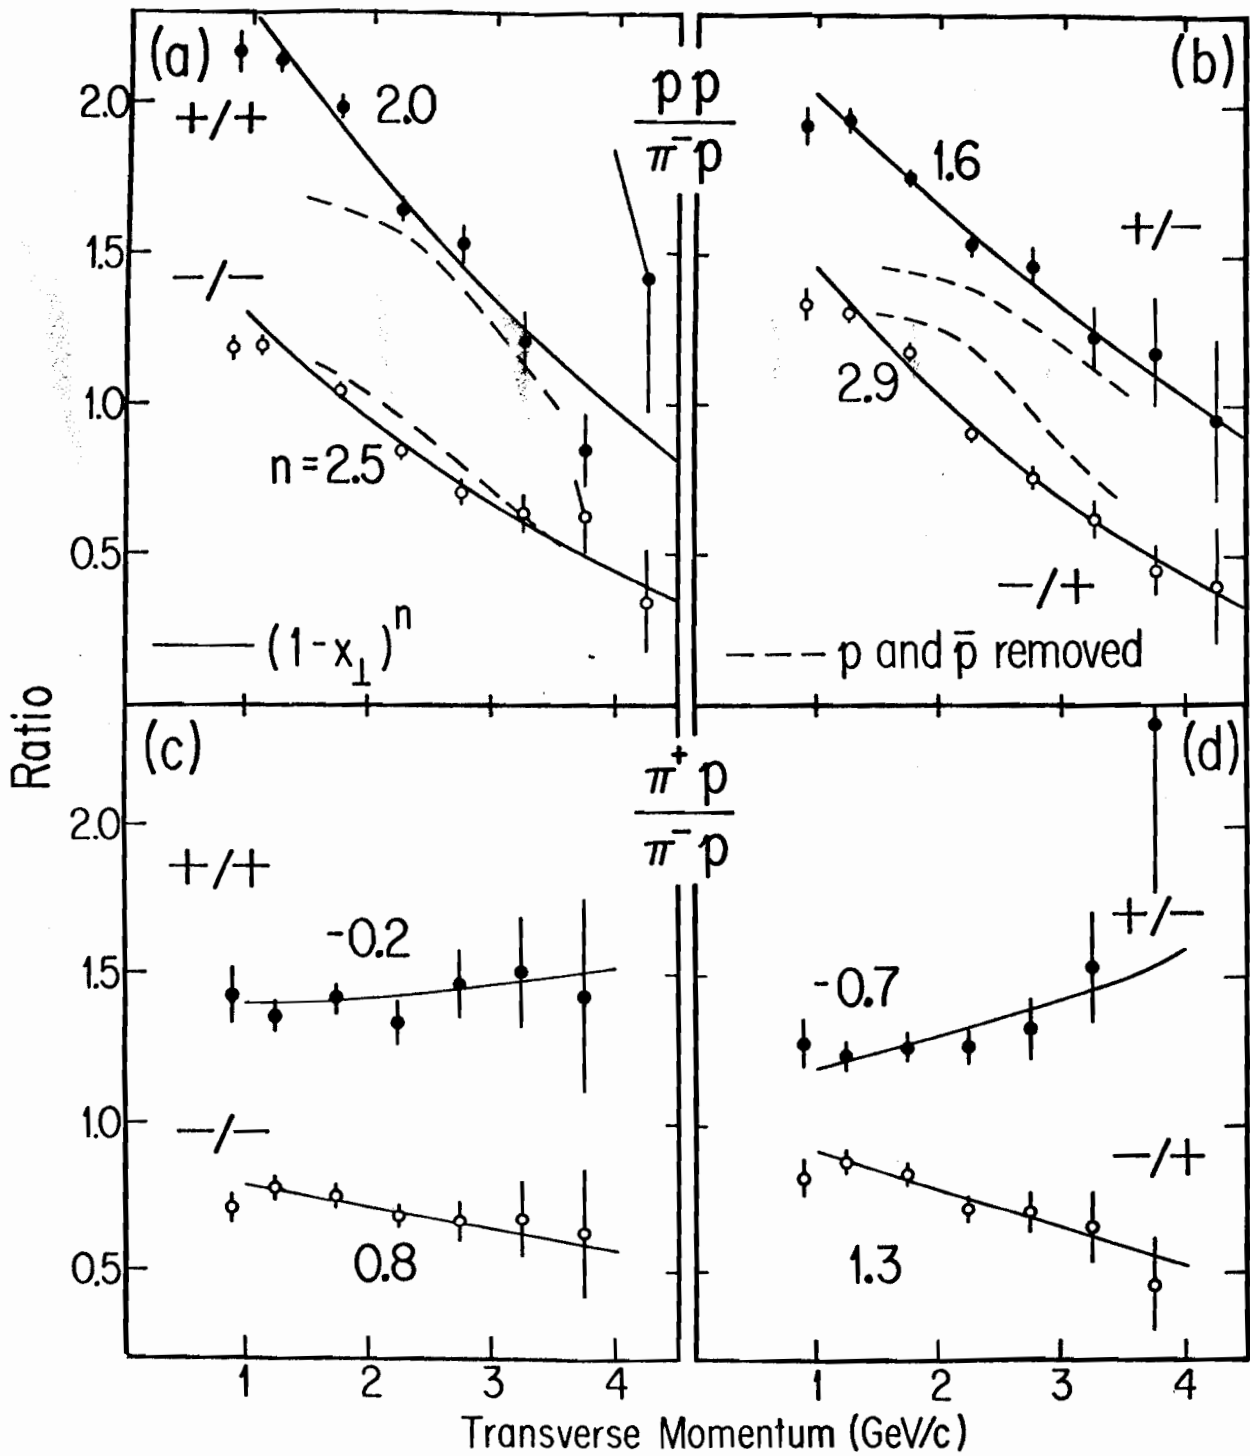 (a)
+/+
2.0
pp
π⁻p
(b)
1.6
+/−
−/−
n=2.5
2.9
−/+
(1-x⊥)ⁿ
p and p̄ removed
2.0
1.5
1.0
0.5
Ratio
(c)
+/+
-0.2
π⁺p
π⁻p
(d)
+/−
-0.7
−/−
0.8
−/+
1.3
2.0
1.5
1.0
0.5
1 2 3 4
1 2 3 4
Transverse Momentum (GeV/c)